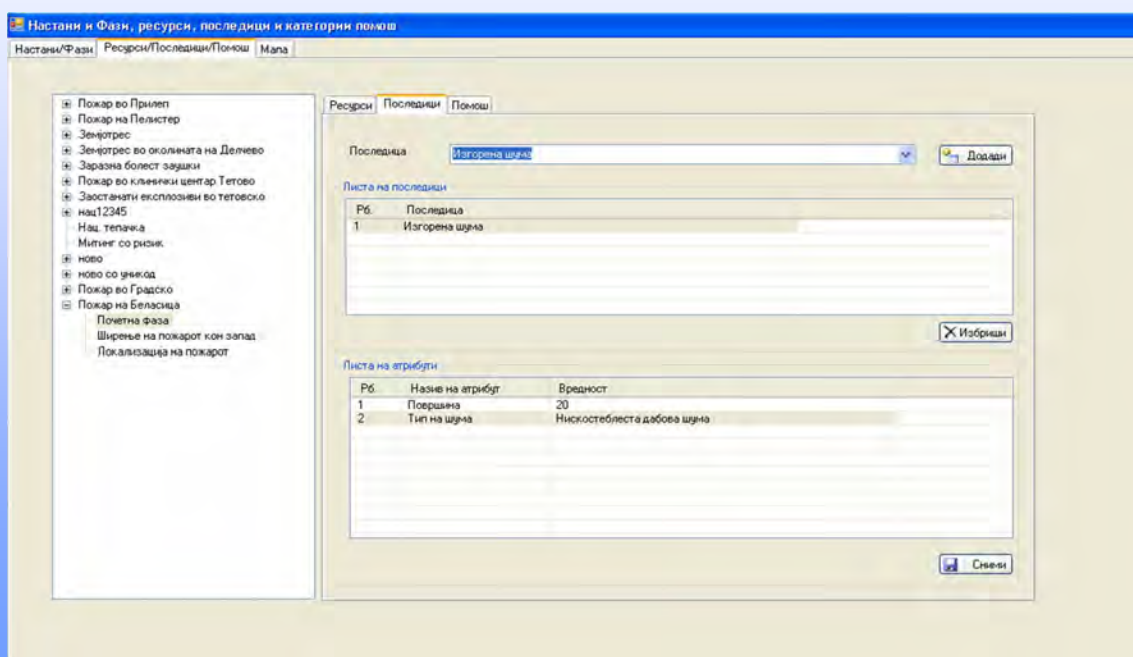 Настани и Фази, ресурси, последици и категории помош
Настани/Фази Ресурси/Последици/Помош Мапа
Пожар во Прилеп
Пожар на Пелистер
Земјотрес
Земјотрес во околината на Делчево
Заразна болест заушки
Пожар во клинички центар Тетово
Заостанати експлозиви во тетовско
нац12345
Нац. тепачка
Митинг со ризик.
ново
ново со уникод
Пожар во Градско
Пожар на Беласица
Почетна фаза
Ширење на пожарот кон запад
Локализација на пожарот
Ресурси Последици Помош
Последица Изгорена шума Додади
Листа на последици
Рб. Последица
1 Изгорена шума
Избриши
Листа на атрибути
Рб. Назив на атрибут Вредност
1 Површина 20
2 Тип на шума Нискостеблеста дабова шума
Сними